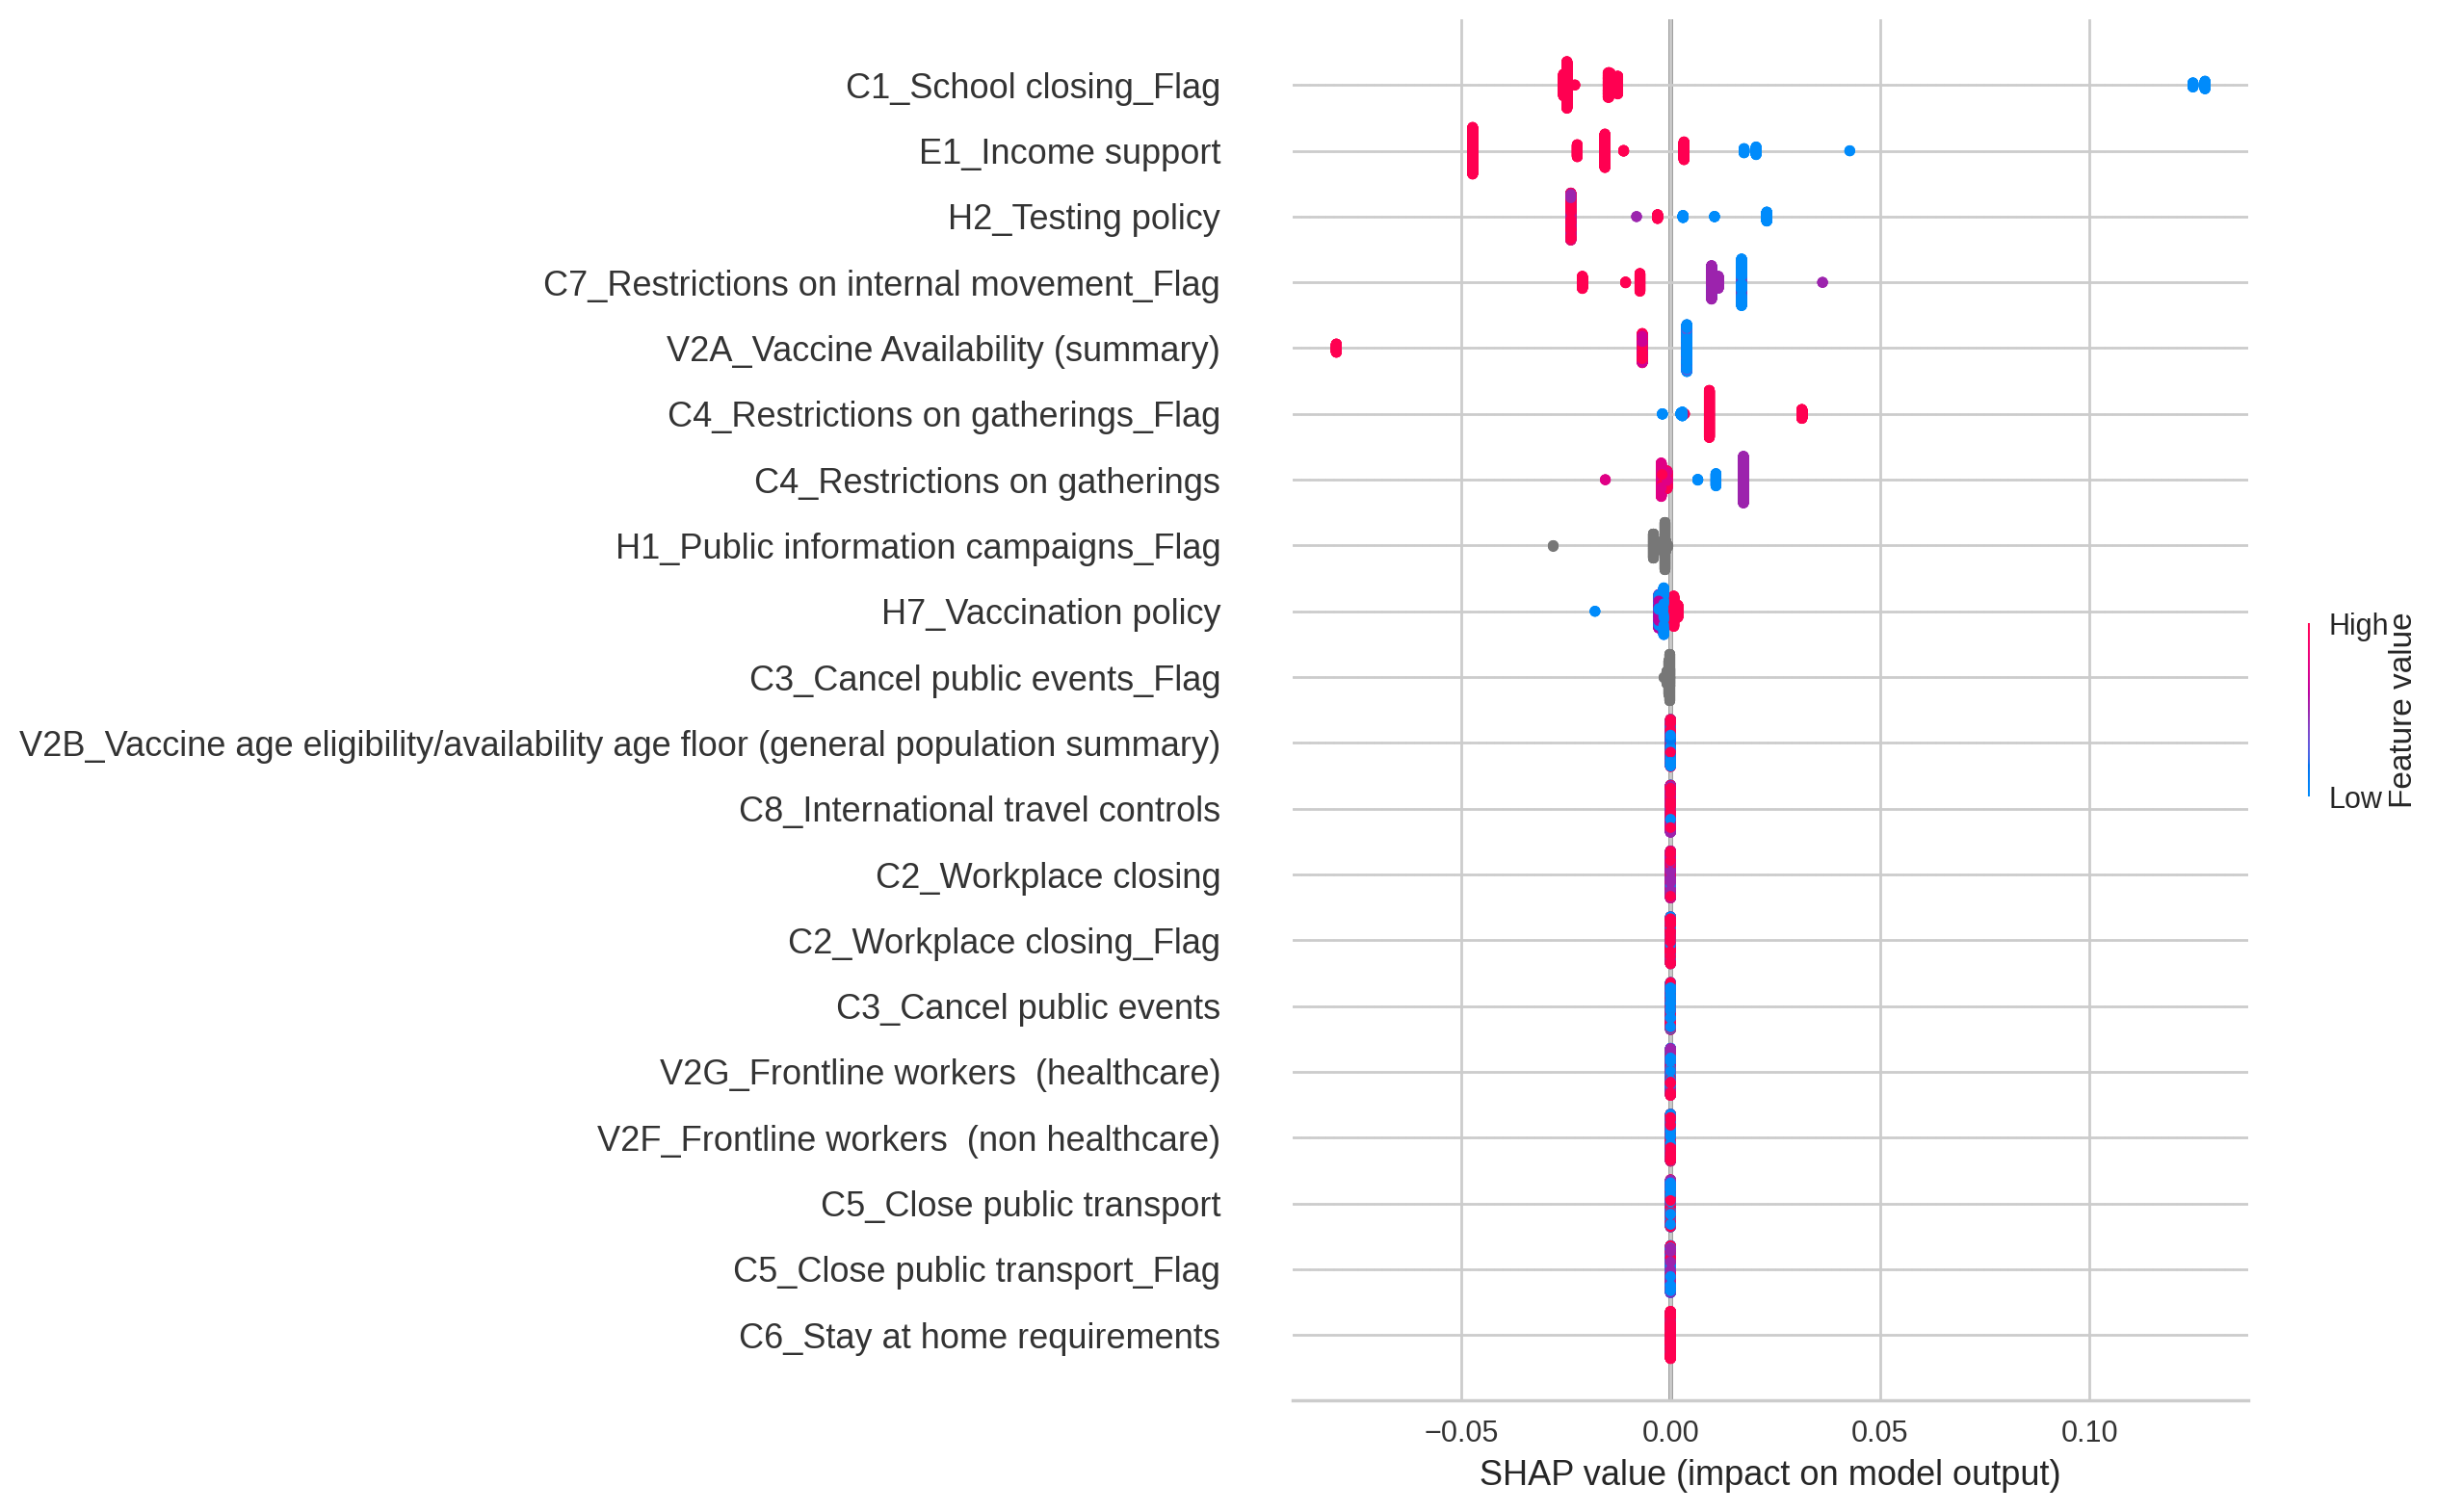 C1_School closing_Flag
E1_Income support
H2_Testing policy
C7_Restrictions on internal movement_Flag
V2A_Vaccine Availability (summary)
C4_Restrictions on gatherings_Flag
C4_Restrictions on gatherings
H1_Public information campaigns_Flag
H7_Vaccination policy
C3_Cancel public events_Flag
V2B_Vaccine age eligibility/availability age floor (general population summary)
C8_International travel controls
C2_Workplace closing
C2_Workplace closing_Flag
C3_Cancel public events
V2G_Frontline workers  (healthcare)
V2F_Frontline workers  (non healthcare)
C5_Close public transport
C5_Close public transport_Flag
C6_Stay at home requirements
−0.05 0.00 0.05 0.10
SHAP value (impact on model output)
High
Low
Feature value